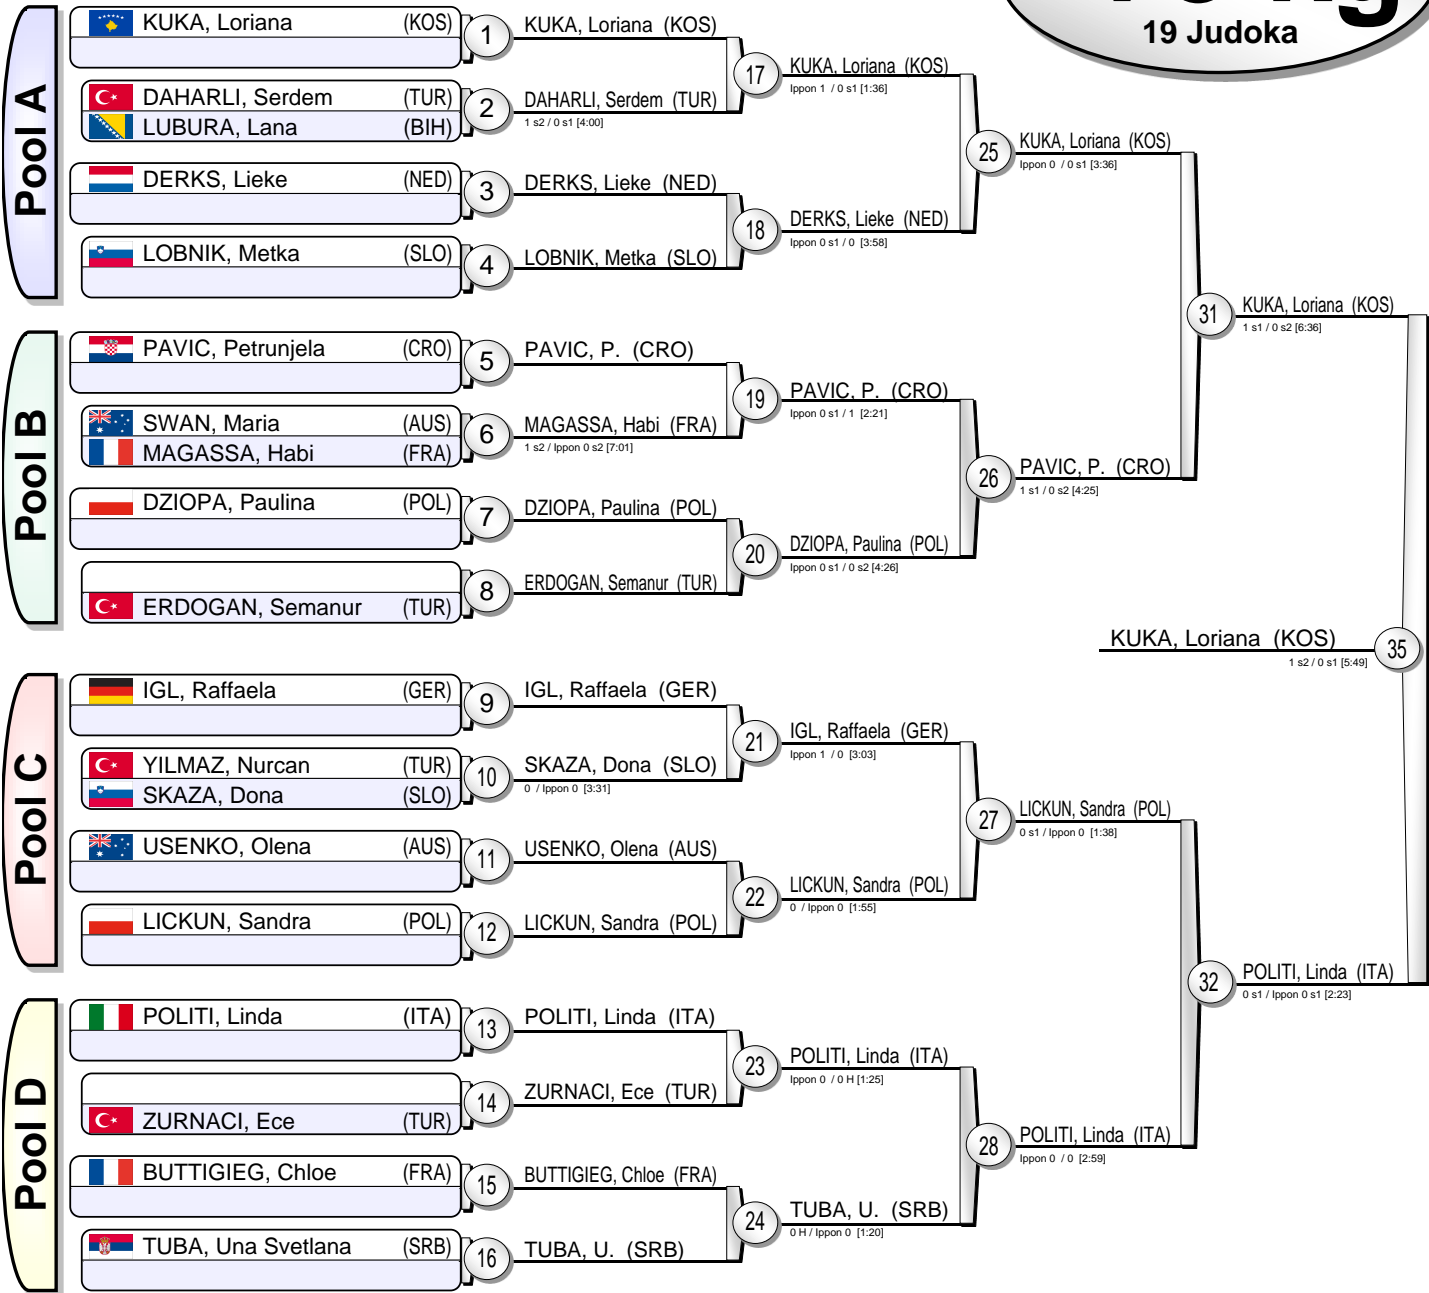 19 Judoka
Pool A
KUKA, Loriana (KOS)
1
DAHARLI, Serdem (TUR)
LUBURA, Lana (BIH)
2
DERKS, Lieke (NED)
3
LOBNIK, Metka (SLO)
4
Pool B
PAVIC, Petrunjela (CRO)
5
SWAN, Maria (AUS)
MAGASSA, Habi (FRA)
6
DZIOPA, Paulina (POL)
7
ERDOGAN, Semanur (TUR)
8
Pool C
IGL, Raffaela (GER)
9
YILMAZ, Nurcan (TUR)
SKAZA, Dona (SLO)
10
USENKO, Olena (AUS)
11
LICKUN, Sandra (POL)
12
Pool D
POLITI, Linda (ITA)
13
ZURNACI, Ece (TUR)
14
BUTTIGIEG, Chloe (FRA)
15
TUBA, Una Svetlana (SRB)
16
KUKA, Loriana (KOS)
DAHARLI, Serdem (TUR)
1 s2 / 0 s1 [4:00]
17
DERKS, Lieke (NED)
LOBNIK, Metka (SLO)
18
PAVIC, P. (CRO)
MAGASSA, Habi (FRA)
1 s2 / Ippon 0 s2 [7:01]
19
DZIOPA, Paulina (POL)
ERDOGAN, Semanur (TUR)
20
IGL, Raffaela (GER)
SKAZA, Dona (SLO)
0 / Ippon 0 [3:31]
21
USENKO, Olena (AUS)
LICKUN, Sandra (POL)
22
POLITI, Linda (ITA)
ZURNACI, Ece (TUR)
23
BUTTIGIEG, Chloe (FRA)
TUBA, U. (SRB)
24
KUKA, Loriana (KOS)
Ippon 1 / 0 s1 [1:36]
DERKS, Lieke (NED)
Ippon 0 s1 / 0 [3:58]
25
PAVIC, P. (CRO)
Ippon 0 s1 / 1 [2:21]
DZIOPA, Paulina (POL)
Ippon 0 s1 / 0 s2 [4:26]
26
IGL, Raffaela (GER)
Ippon 1 / 0 [3:03]
LICKUN, Sandra (POL)
0 / Ippon 0 [1:55]
27
POLITI, Linda (ITA)
Ippon 0 / 0 H [1:25]
TUBA, U. (SRB)
0 H / Ippon 0 [1:20]
28
KUKA, Loriana (KOS)
Ippon 0 / 0 s1 [3:36]
PAVIC, P. (CRO)
1 s1 / 0 s2 [4:25]
31
LICKUN, Sandra (POL)
0 s1 / Ippon 0 [1:38]
POLITI, Linda (ITA)
Ippon 0 / 0 [2:59]
32
KUKA, Loriana (KOS)
1 s1 / 0 s2 [6:36]
POLITI, Linda (ITA)
0 s1 / Ippon 0 s1 [2:23]
KUKA, Loriana (KOS)
1 s2 / 0 s1 [5:49]
35